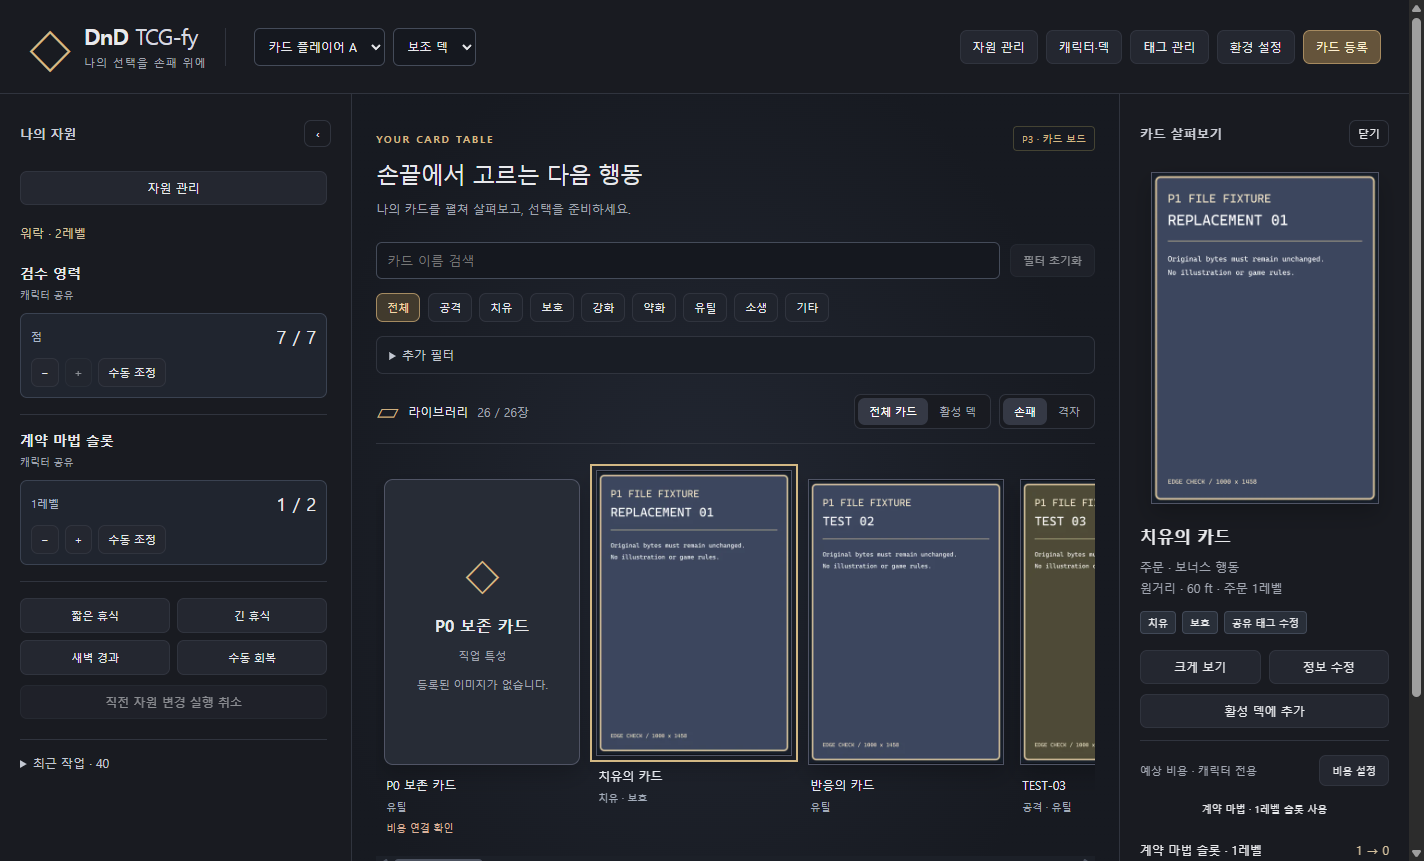 DnD TCG-fy
나의 선택을 손패 위에
카드 플레이어 A
보조 덱
자원 관리
캐릭터·덱
태그 관리
환경 설정
카드 등록
나의 자원
‹
자원 관리
워락 · 2레벨
검수 영력
캐릭터 공유
점
7 / 7
−
+
수동 조정
계약 마법 슬롯
캐릭터 공유
1레벨
1 / 2
−
+
수동 조정
짧은 휴식
긴 휴식
새벽 경과
수동 회복
직전 자원 변경 실행 취소
최근 작업 · 40
YOUR CARD TABLE
P3 · 카드 보드
손끝에서 고르는 다음 행동
나의 카드를 펼쳐 살펴보고, 선택을 준비하세요.
카드 이름 검색
필터 초기화
전체
공격
치유
보호
강화
약화
유틸
소생
기타
추가 필터
라이브러리
26 / 26장
전체 카드
활성 덱
손패
격자
P0 보존 카드
직업 특성
등록된 이미지가 없습니다.
P0 보존 카드
유틸
비용 연결 확인
P1 FILE FIXTURE
REPLACEMENT 01
Original bytes must remain unchanged.
No illustration or game rules.
EDGE CHECK / 1000 x 1458
치유의 카드
치유 · 보호
P1 FILE FIXTURE
TEST 02
Original bytes must remain unchanged.
No illustration or game rules.
EDGE CHECK / 1000 x 1458
반응의 카드
유틸
P1 FILE FI
TEST 03
Original bytes m
No illustration o
EDGE CHECK / 1000
TEST-03
공격 · 유틸
카드 살펴보기
닫기
P1 FILE FIXTURE
REPLACEMENT 01
Original bytes must remain unchanged.
No illustration or game rules.
EDGE CHECK / 1000 x 1458
치유의 카드
주문 · 보너스 행동
원거리 · 60 ft · 주문 1레벨
치유
보호
공유 태그 수정
크게 보기
정보 수정
활성 덱에 추가
예상 비용 · 캐릭터 전용
비용 설정
계약 마법 · 1레벨 슬롯 사용
계약 마법 슬롯 · 1레벨
1 → 0